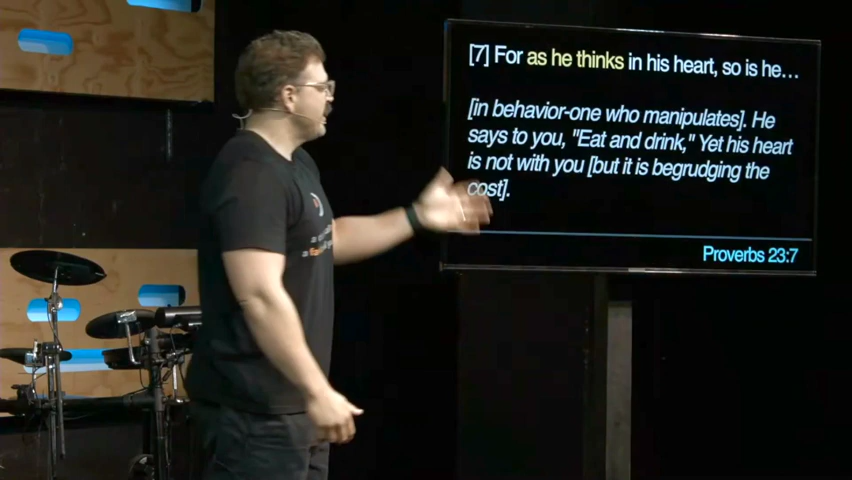 [7] For as he thinks in his heart, so is he…
[in behavior-one who manipulates]. He
says to you, "Eat and drink," Yet his heart
is not with you [but it is begrudging the
cost].
Proverbs 23:7